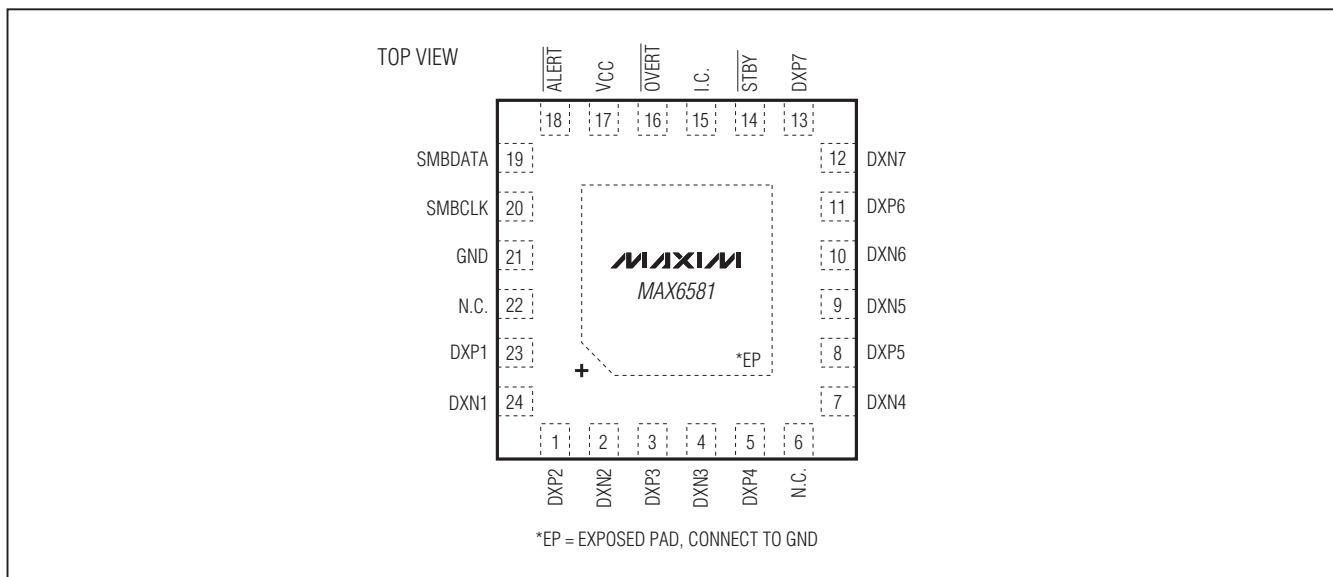 TOP VIEW
ALERT
VCC
OVERT
I.C.
STBY
DXP7
18
17
16
15
14
13
SMBDATA 19
12 DXN7
SMBCLK 20
11 DXP6
GND 21
10 DXN6
N.C. 22
9 DXN5
DXP1 23
8 DXP5
DXN1 24
7 DXN4
MAXIM
MAX6581
*EP
+
1
2
3
4
5
6
DXP2
DXN2
DXP3
DXN3
DXP4
N.C.
*EP = EXPOSED PAD, CONNECT TO GND